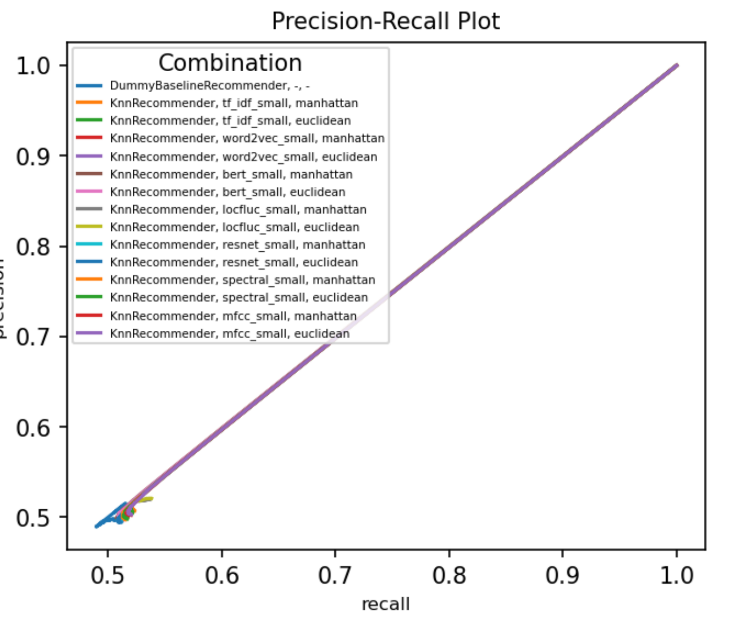 Precision-Recall Plot
Combination
DummyBaselineRecommender, -, -
KnnRecommender, tf_idf_small, manhattan
KnnRecommender, tf_idf_small, euclidean
KnnRecommender, word2vec_small, manhattan
KnnRecommender, word2vec_small, euclidean
KnnRecommender, bert_small, manhattan
KnnRecommender, bert_small, euclidean
KnnRecommender, locfluc_small, manhattan
KnnRecommender, locfluc_small, euclidean
KnnRecommender, resnet_small, manhattan
KnnRecommender, resnet_small, euclidean
KnnRecommender, spectral_small, manhattan
KnnRecommender, spectral_small, euclidean
KnnRecommender, mfcc_small, manhattan
KnnRecommender, mfcc_small, euclidean
1.0
0.9
0.8
0.7
0.6
0.5
precision
0.5 0.6 0.7 0.8 0.9 1.0
recall